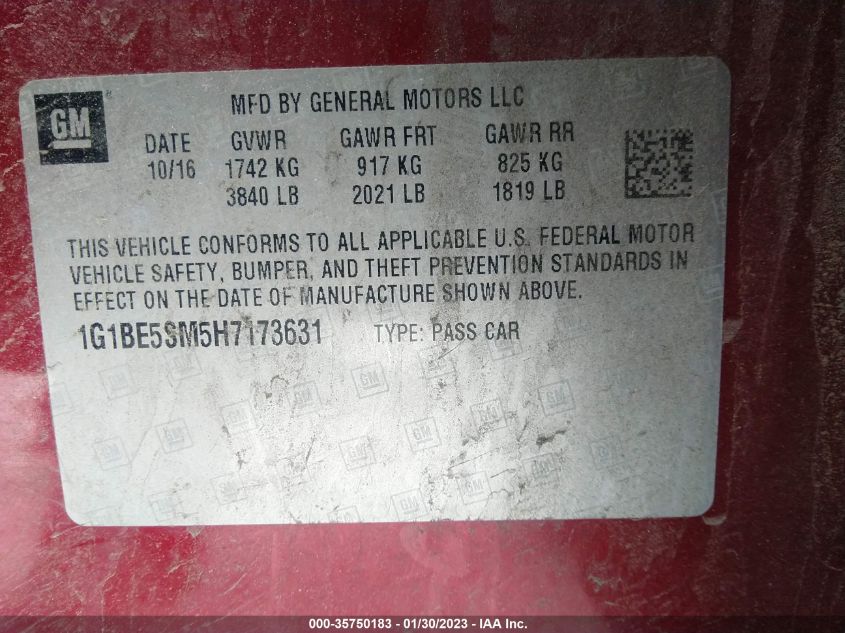 GM
MFD BY GENERAL MOTORS LLC
DATE GVWR GAWR FRT GAWR RR
10/16 1742 KG 917 KG 825 KG
3840 LB 2021 LB 1819 LB
THIS VEHICLE CONFORMS TO ALL APPLICABLE U.S. FEDERAL MOTOR
VEHICLE SAFETY, BUMPER, AND THEFT PREVENTION STANDARDS IN
EFFECT ON THE DATE OF MANUFACTURE SHOWN ABOVE.
1G1BE5SM5H7173631 TYPE: PASS CAR
000-35750183 - 01/30/2023 - IAA Inc.